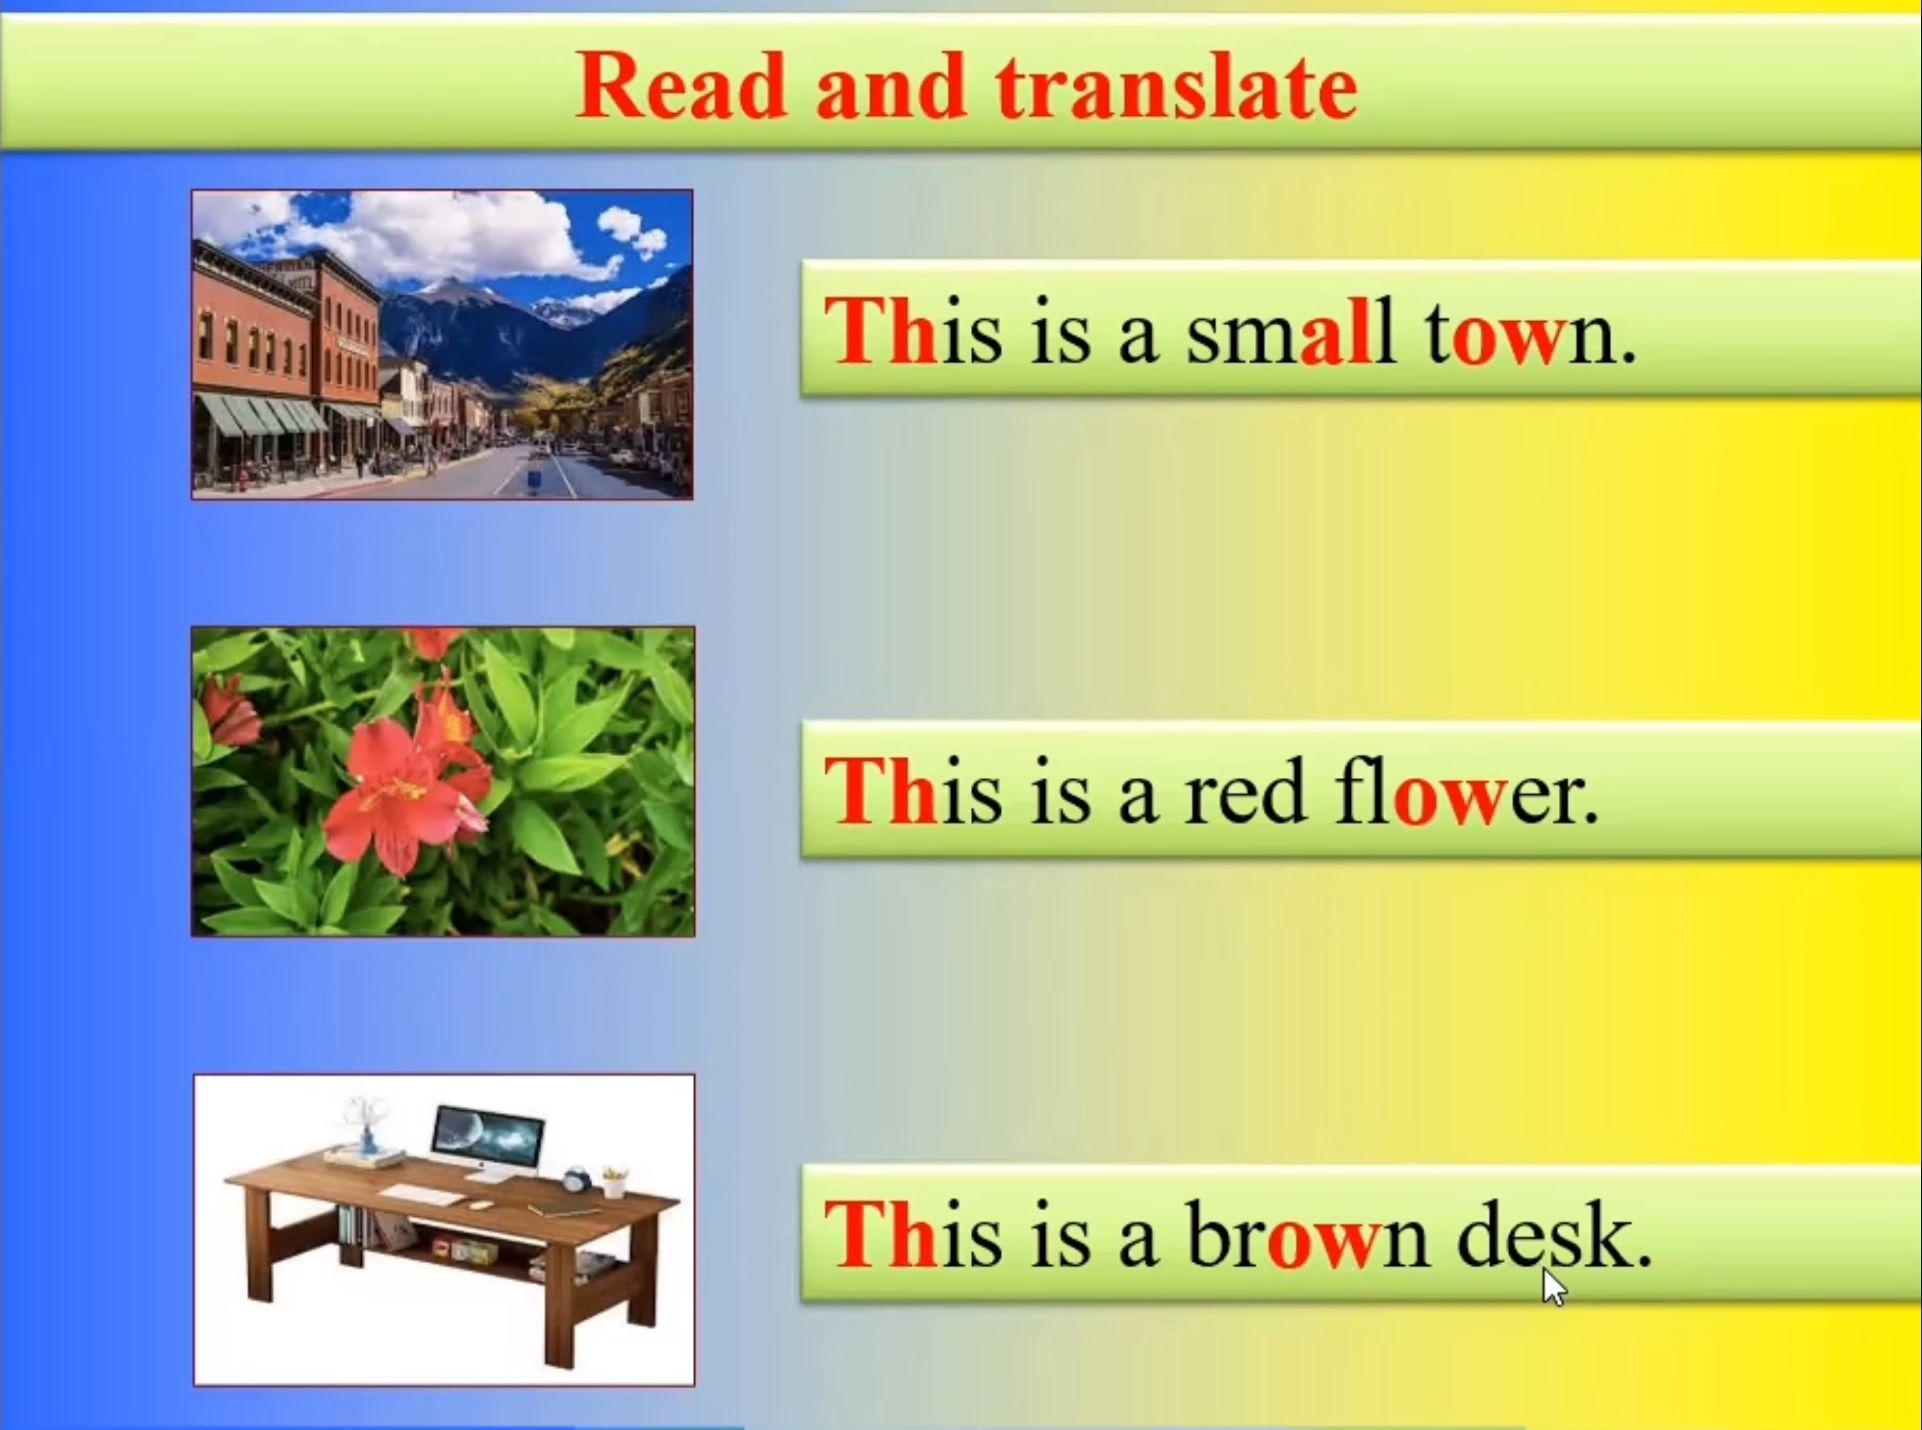 Read and translate
This is a small town.
This is a red flower.
This is a brown desk.